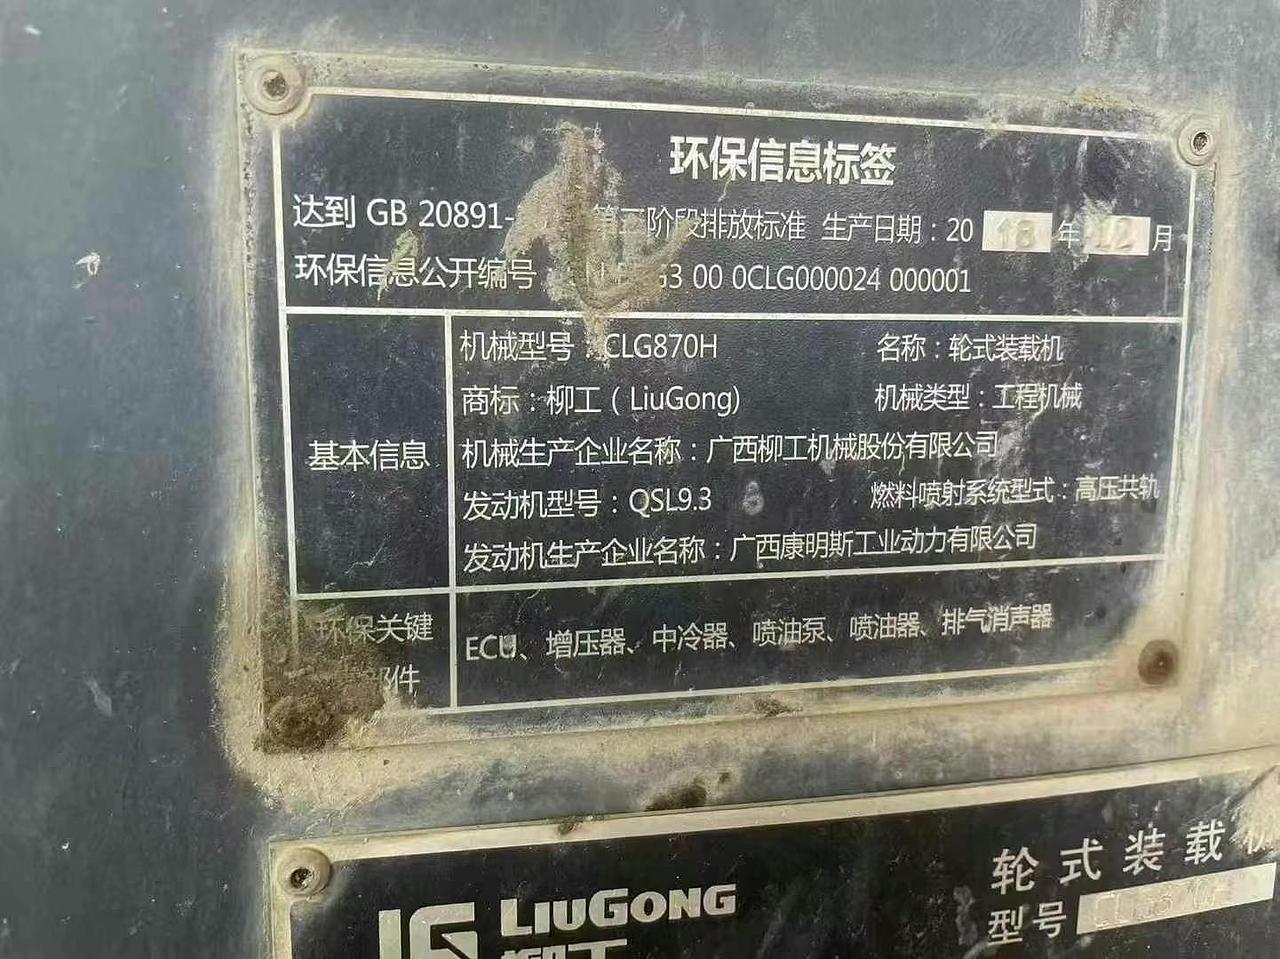 环保信息标签
达到 GB 20891- 第三阶段排放标准 生产日期：20 18 年 12 月
环保信息公开编号 G3 00 0CLG000024 000001
机械型号：CLG870H 名称：轮式装载机
商标：柳工（LiuGong) 机械类型：工程机械
基本信息
机械生产企业名称：广西柳工机械股份有限公司
发动机型号：QSL9.3 燃料喷射系统型式：高压共轨
发动机生产企业名称：广西康明斯工业动力有限公司
环保关键
部件
ECU、增压器、中冷器、喷油泵、喷油器、排气消声器
轮式装载机
LIUGONG
柳工
型号